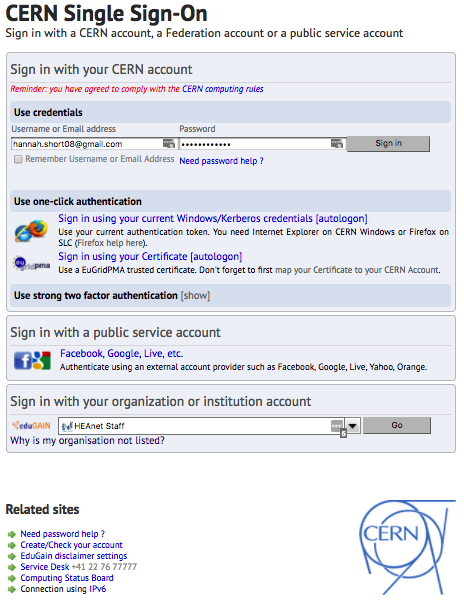 CERN Single Sign-On
Sign in with a CERN account, a Federation account or a public service account
Sign in with your CERN account
Reminder: you have agreed to comply with the CERN computing rules
Use credentials
Username or Email address Password
hannah.short08@gmail.com •••••••••••• Sign in
Remember Username or Email Address Need password help ?
Use one-click authentication
Sign in using your current Windows/Kerberos credentials [autologon]
Use your current authentication token. You need Internet Explorer on CERN Windows or Firefox on
SLC (Firefox help here).
Sign in using your Certificate [autologon]
eugridpma
Use a EuGridPMA trusted certificate. Don't forget to first map your Certificate to your CERN Account.
Use strong two factor authentication [show]
Sign in with a public service account
Facebook, Google, Live, etc.
Authenticate using an external account provider such as Facebook, Google, Live, Yahoo, Orange.
Sign in with your organization or institution account
eduGAIN HEAnet Staff 5 Go
Why is my organisation not listed?
Related sites
Need password help ?
Create/Check your account
EduGain disclaimer settings
Service Desk +41 22 76 77777
Computing Status Board
Connection using IPv6
CERN